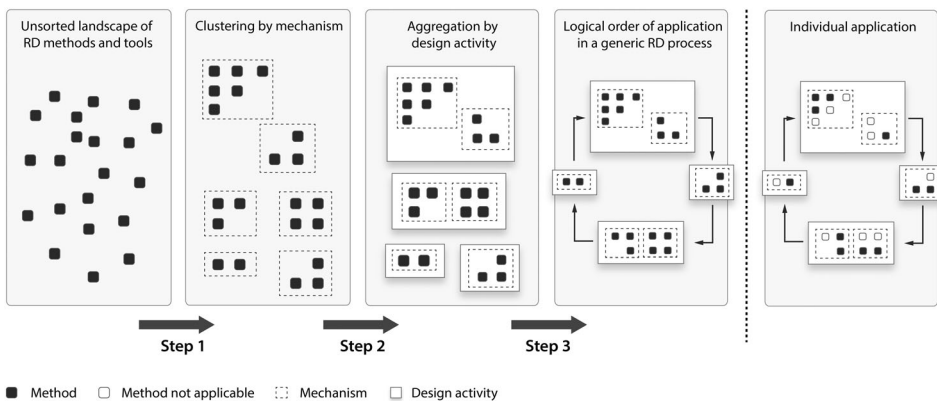 Unsorted landscape of
RD methods and tools
Clustering by mechanism
Aggregation by
design activity
Logical order of application
in a generic RD process
Individual application
Step 1
Step 2
Step 3
Method
Method not applicable
Mechanism
Design activity